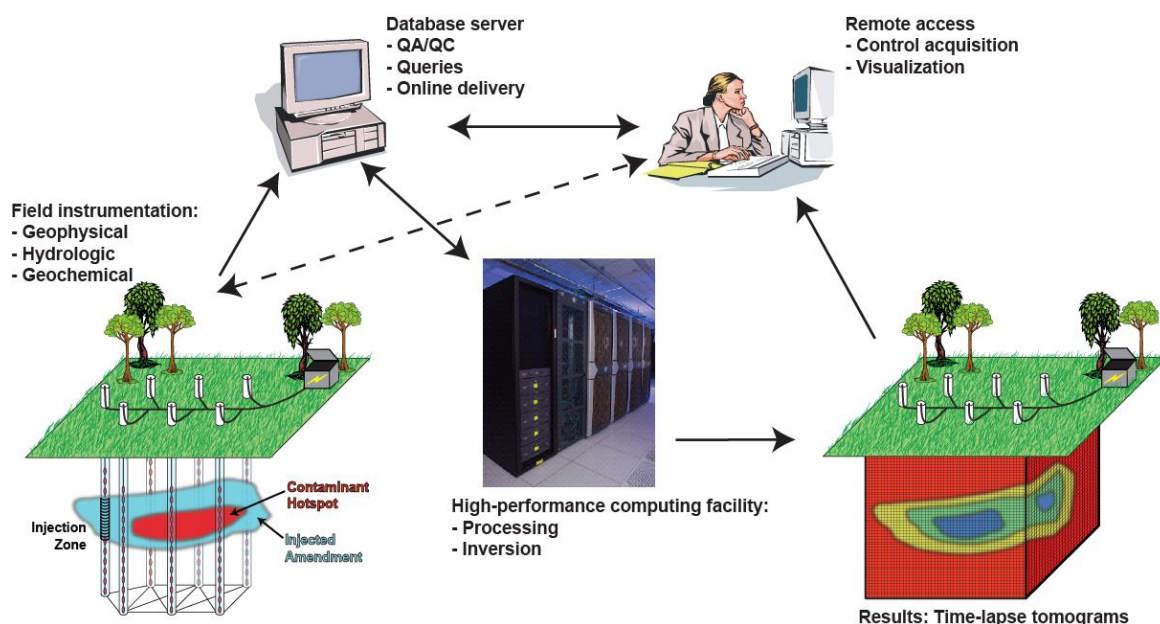 Database server
- QA/QC
- Queries
- Online delivery
Remote access
- Control acquisition
- Visualization
Field instrumentation:
- Geophysical
- Hydrologic
- Geochemical
Contaminant
Hotspot
Injection
Zone
Injected
Amendment
High-performance computing facility:
- Processing
- Inversion
Results: Time-lapse tomograms